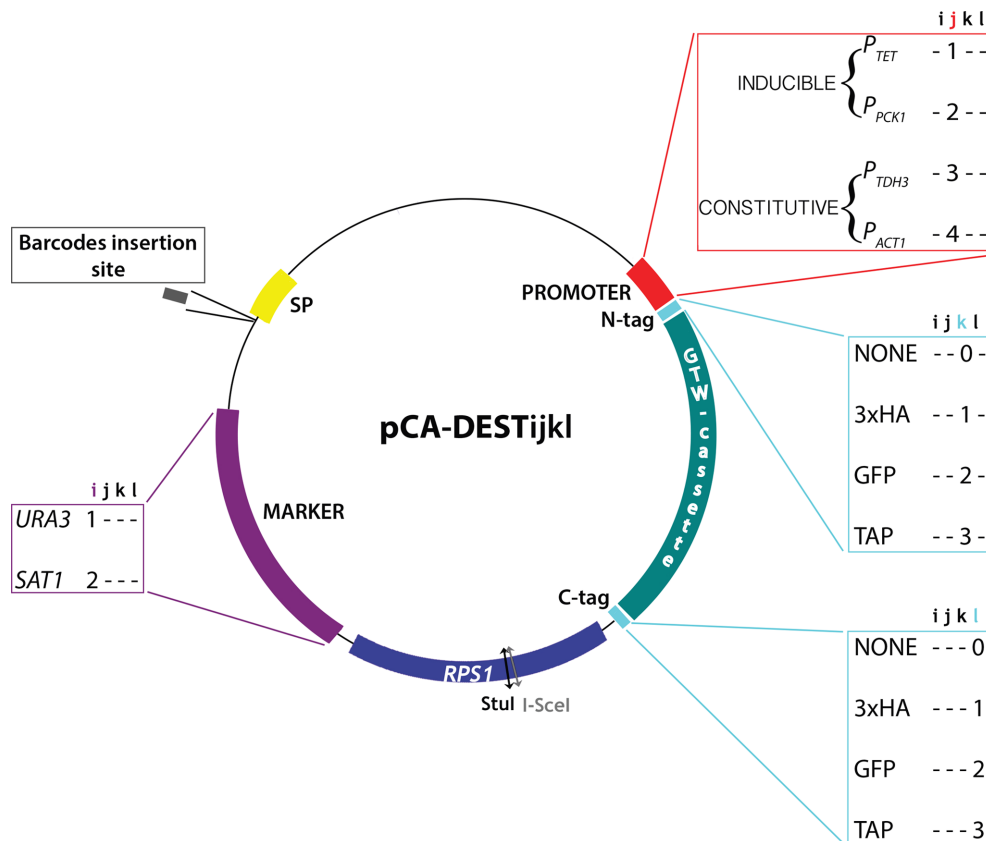 i j k l
INDUCIBLE
P TET - 1 - -
P PCK1 - 2 - -
CONSTITUTIVE
P TDH3 - 3 - -
P ACT1 - 4 - -
Barcodes insertion
site
SP
PROMOTER
N-tag
GTW-cassette
i j k l
NONE - - 0 -
3xHA - - 1 -
GFP - - 2 -
TAP - - 3 -
pCA-DESTijkl
i j k l
URA3 1 - - -
SAT1 2 - - -
MARKER
C-tag
RPS1
StuI I-SceI
i j k l
NONE - - - 0
3xHA - - - 1
GFP - - - 2
TAP - - - 3